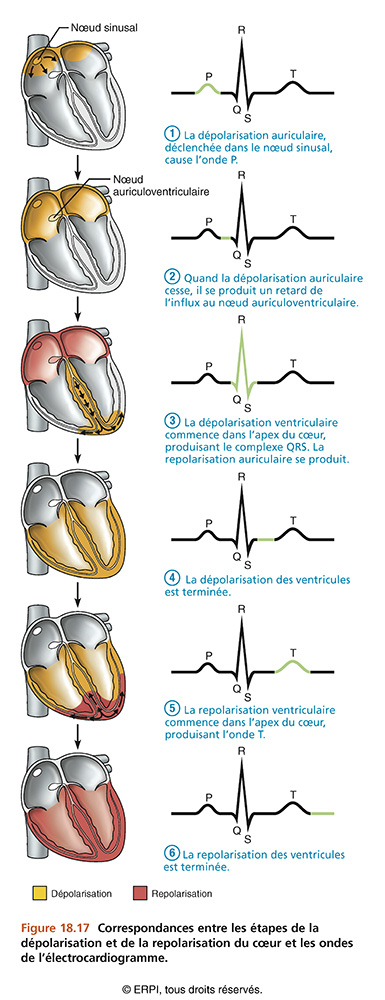 Nœud sinusal
R
P
T
Q
S
① La dépolarisation auriculaire,
déclenchée dans le nœud sinusal,
cause l'onde P.
Nœud
auriculoventriculaire
R
P
T
Q
S
② Quand la dépolarisation auriculaire
cesse, il se produit un retard de
l'influx au nœud auriculoventriculaire.
R
P
T
Q
S
③ La dépolarisation ventriculaire
commence dans l'apex du cœur,
produisant le complexe QRS. La
repolarisation auriculaire se produit.
R
P
T
Q
S
④ La dépolarisation des ventricules
est terminée.
R
P
T
Q
S
⑤ La repolarisation ventriculaire
commence dans l'apex du cœur,
produisant l'onde T.
R
P
T
Q
S
⑥ La repolarisation des ventricules
est terminée.
Dépolarisation
Repolarisation
Figure 18.17 Correspondances entre les étapes de la
dépolarisation et de la repolarisation du cœur et les ondes
de l'électrocardiogramme.
© ERPI, tous droits réservés.